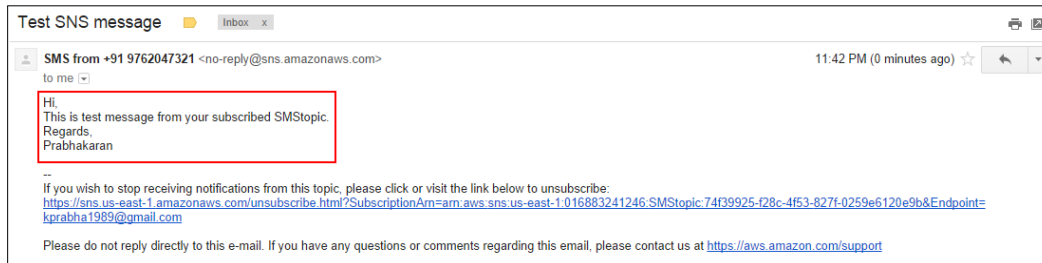 Test SNS message Inbox x
SMS from +91 9762047321 <no-reply@sns.amazonaws.com> 11:42 PM (0 minutes ago)
to me
Hi,
This is test message from your subscribed SMStopic.
Regards,
Prabhakaran
--
If you wish to stop receiving notifications from this topic, please click or visit the link below to unsubscribe:
https://sns.us-east-1.amazonaws.com/unsubscribe.html?SubscriptionArn=arn:aws:sns:us-east-1:016883241246:SMStopic:74f39925-f28c-4f53-827f-0259e6120e9b&Endpoint=
kprabha1989@gmail.com
Please do not reply directly to this e-mail. If you have any questions or comments regarding this email, please contact us at https://aws.amazon.com/support